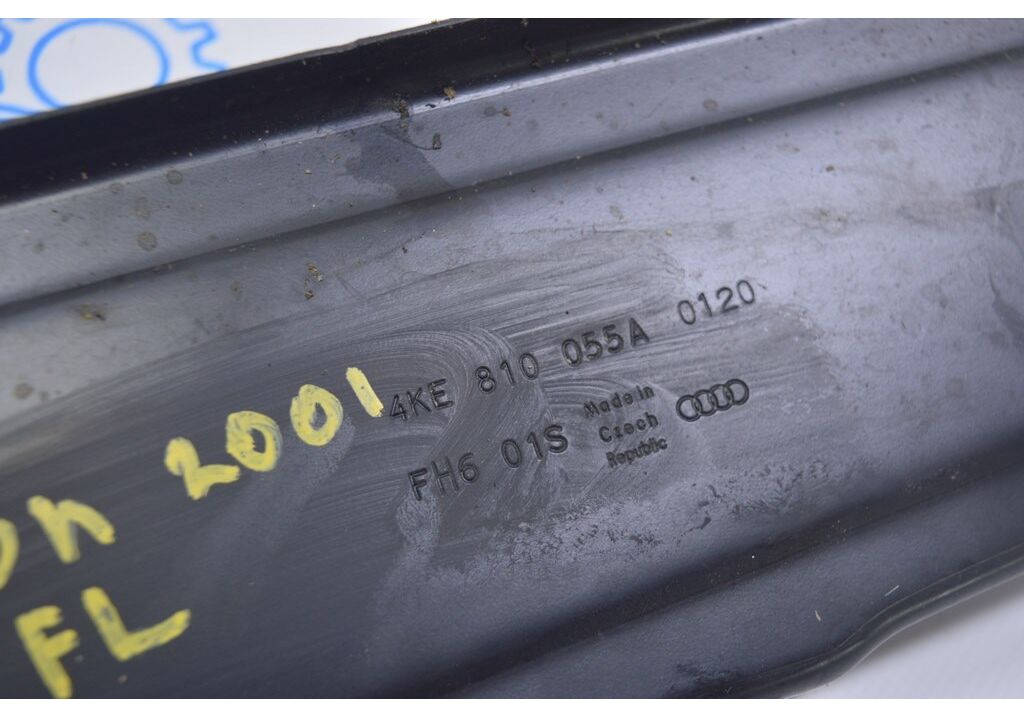 4KE 810 055A 0120
FH6 01S
Made in
Czech
Republic
2001
FL